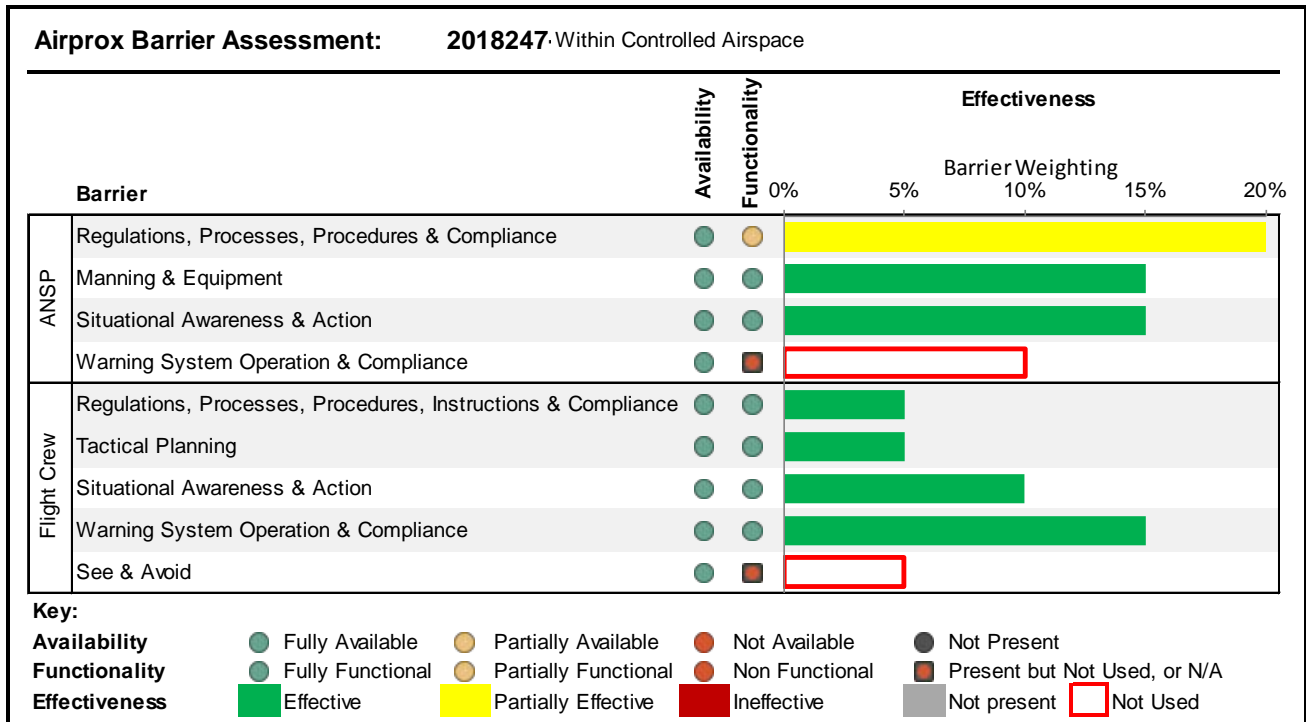 Airprox Barrier Assessment: 2018247· Within Controlled Airspace
Availability
Functionality
Effectiveness
Barrier Weighting
Barrier
0% 5% 10% 15% 20%
ANSP
Regulations, Processes, Procedures & Compliance
Manning & Equipment
Situational Awareness & Action
Warning System Operation & Compliance
Flight Crew
Regulations, Processes, Procedures, Instructions & Compliance
Tactical Planning
Situational Awareness & Action
Warning System Operation & Compliance
See & Avoid
Key:
Availability Fully Available Partially Available Not Available Not Present
Functionality Fully Functional Partially Functional Non Functional Present but Not Used, or N/A
Effectiveness Effective Partially Effective Ineffective Not present Not Used